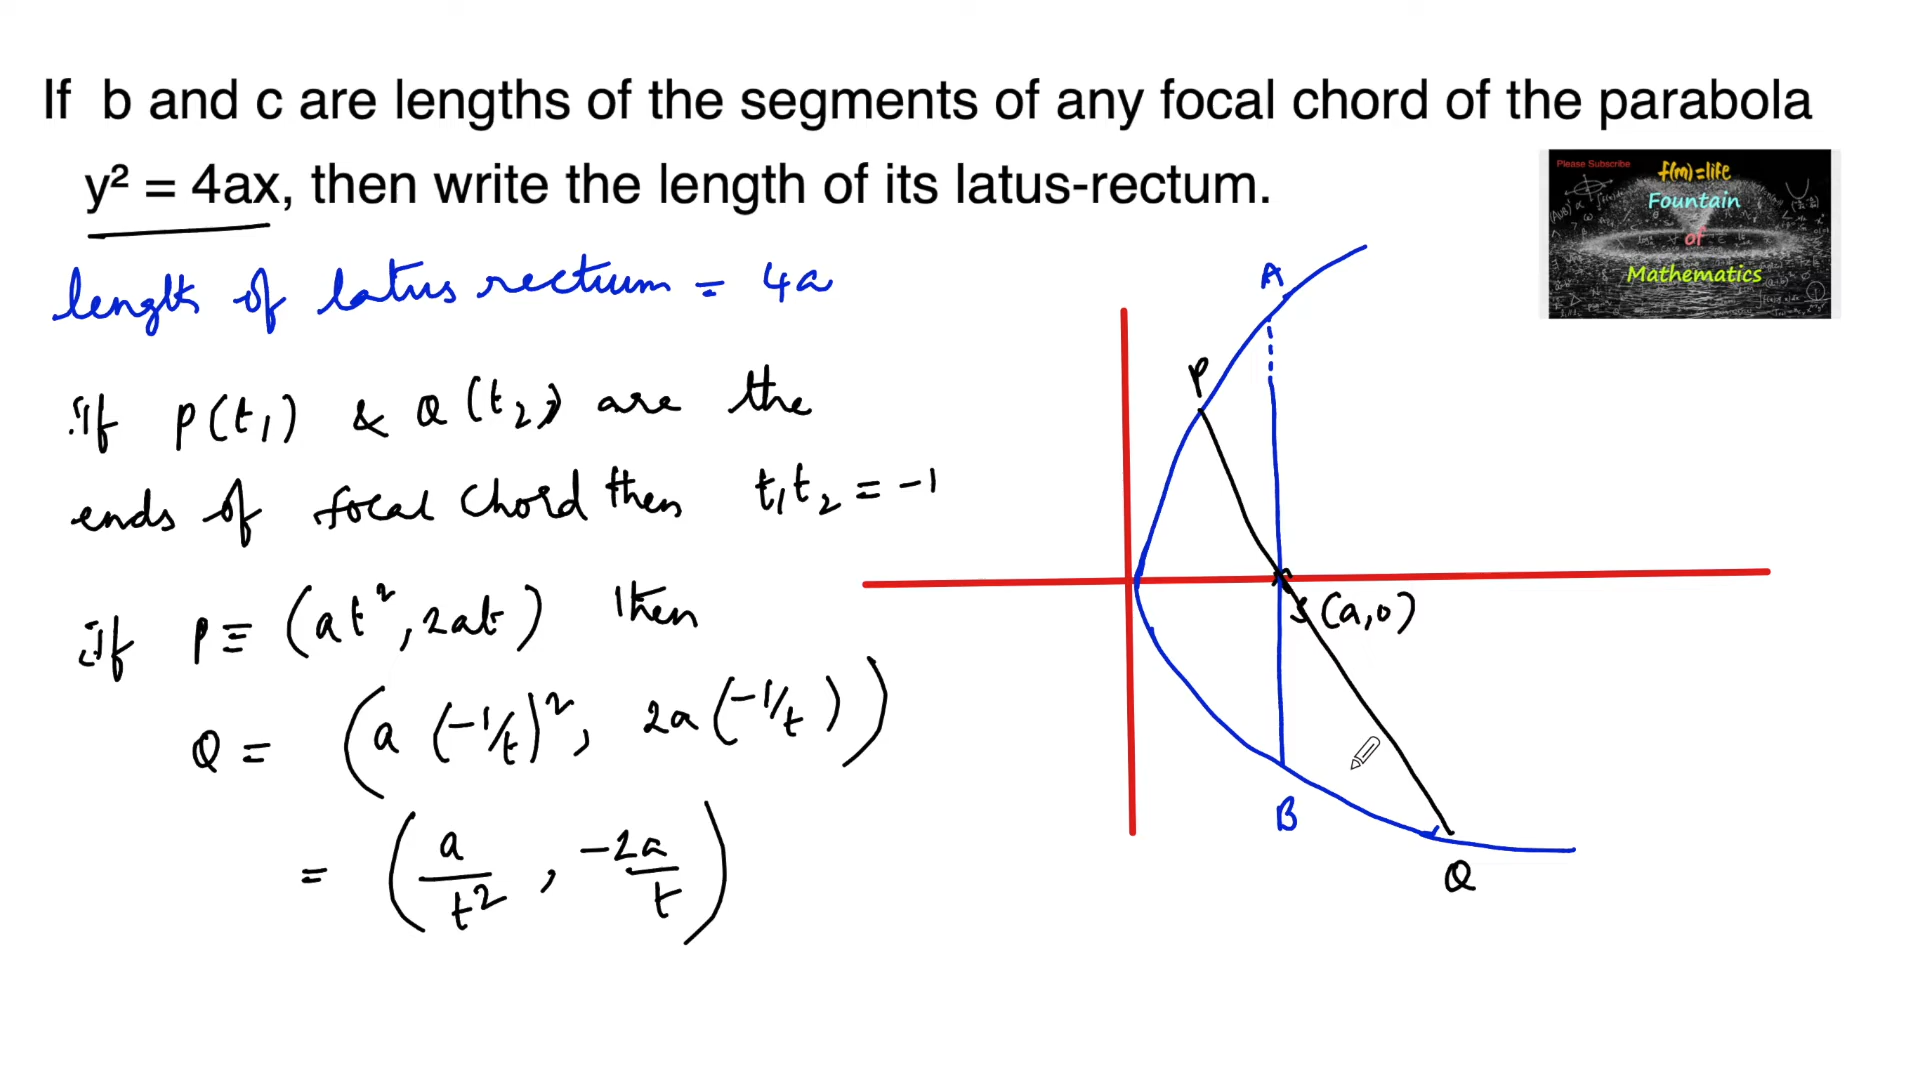 If b and c are lengths of the segments of any focal chord of the parabola
y² = 4ax, then write the length of its latus-rectum.
Please Subscribe
f(m)=life
Fountain
of
Mathematics
length of latus rectum = 4a
if P(t₁) & Q(t₂) are the
ends of focal chord then t₁t₂ = -1
if P ≡ (at², 2at) then
Q = (a(-1/t)², 2a(-1/t))
= (a/t², -2a/t)
A
P
S(a,0)
B
Q